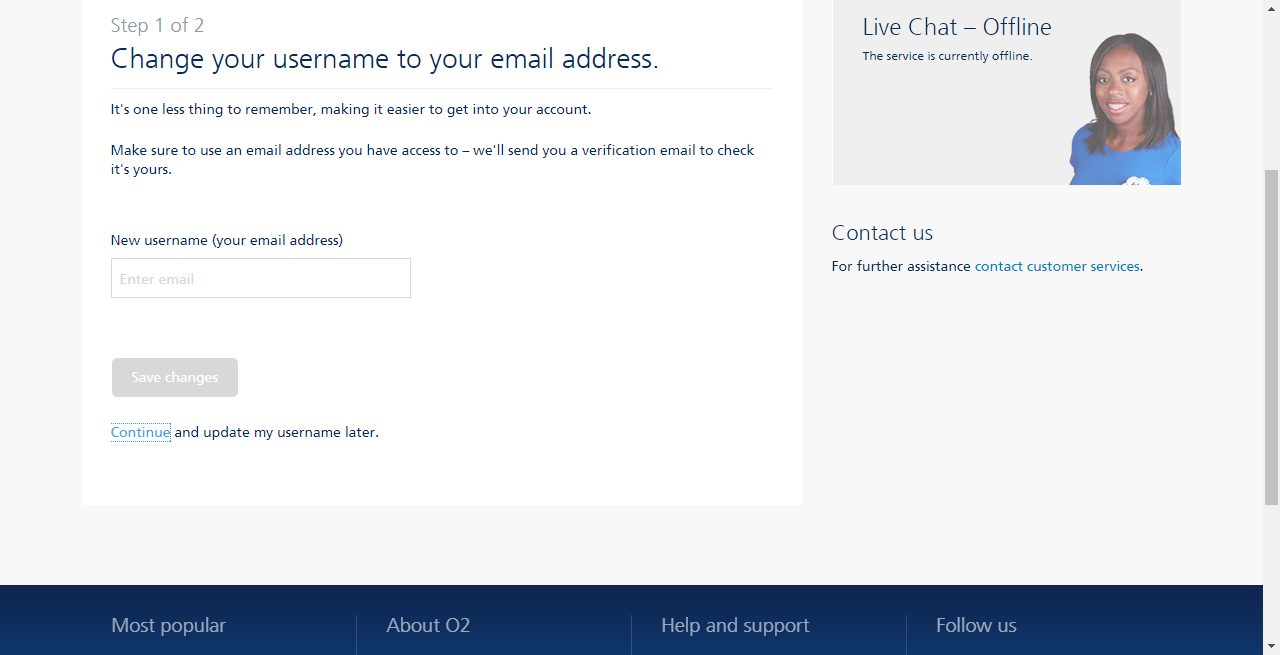 Step 1 of 2
Change your username to your email address.
It's one less thing to remember, making it easier to get into your account.
Make sure to use an email address you have access to – we'll send you a verification email to check
it's yours.
New username (your email address)
Enter email
Save changes
Continue and update my username later.
Live Chat – Offline
The service is currently offline.
Contact us
For further assistance contact customer services.
Most popular
About O2
Help and support
Follow us